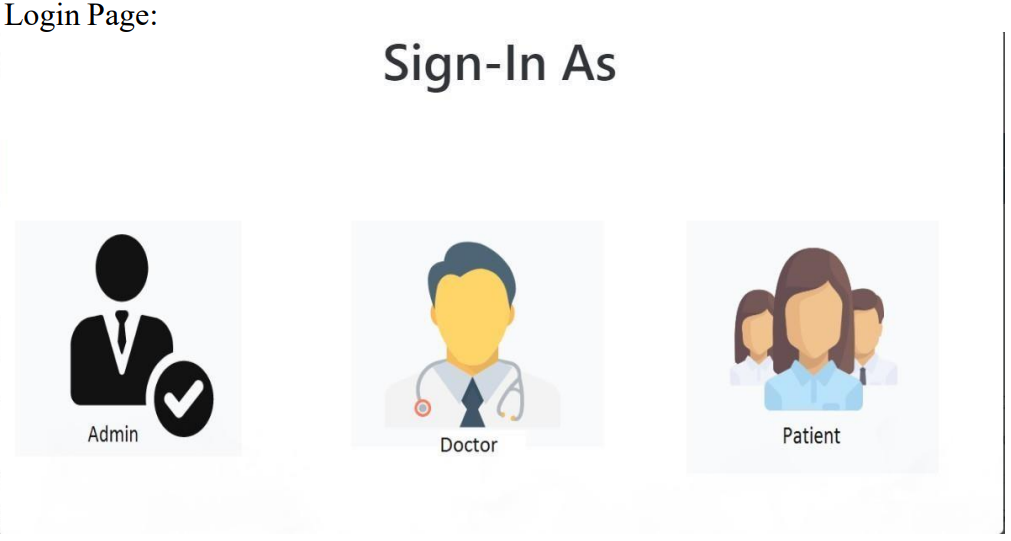 Login Page:
Sign-In As
Admin
Doctor
Patient